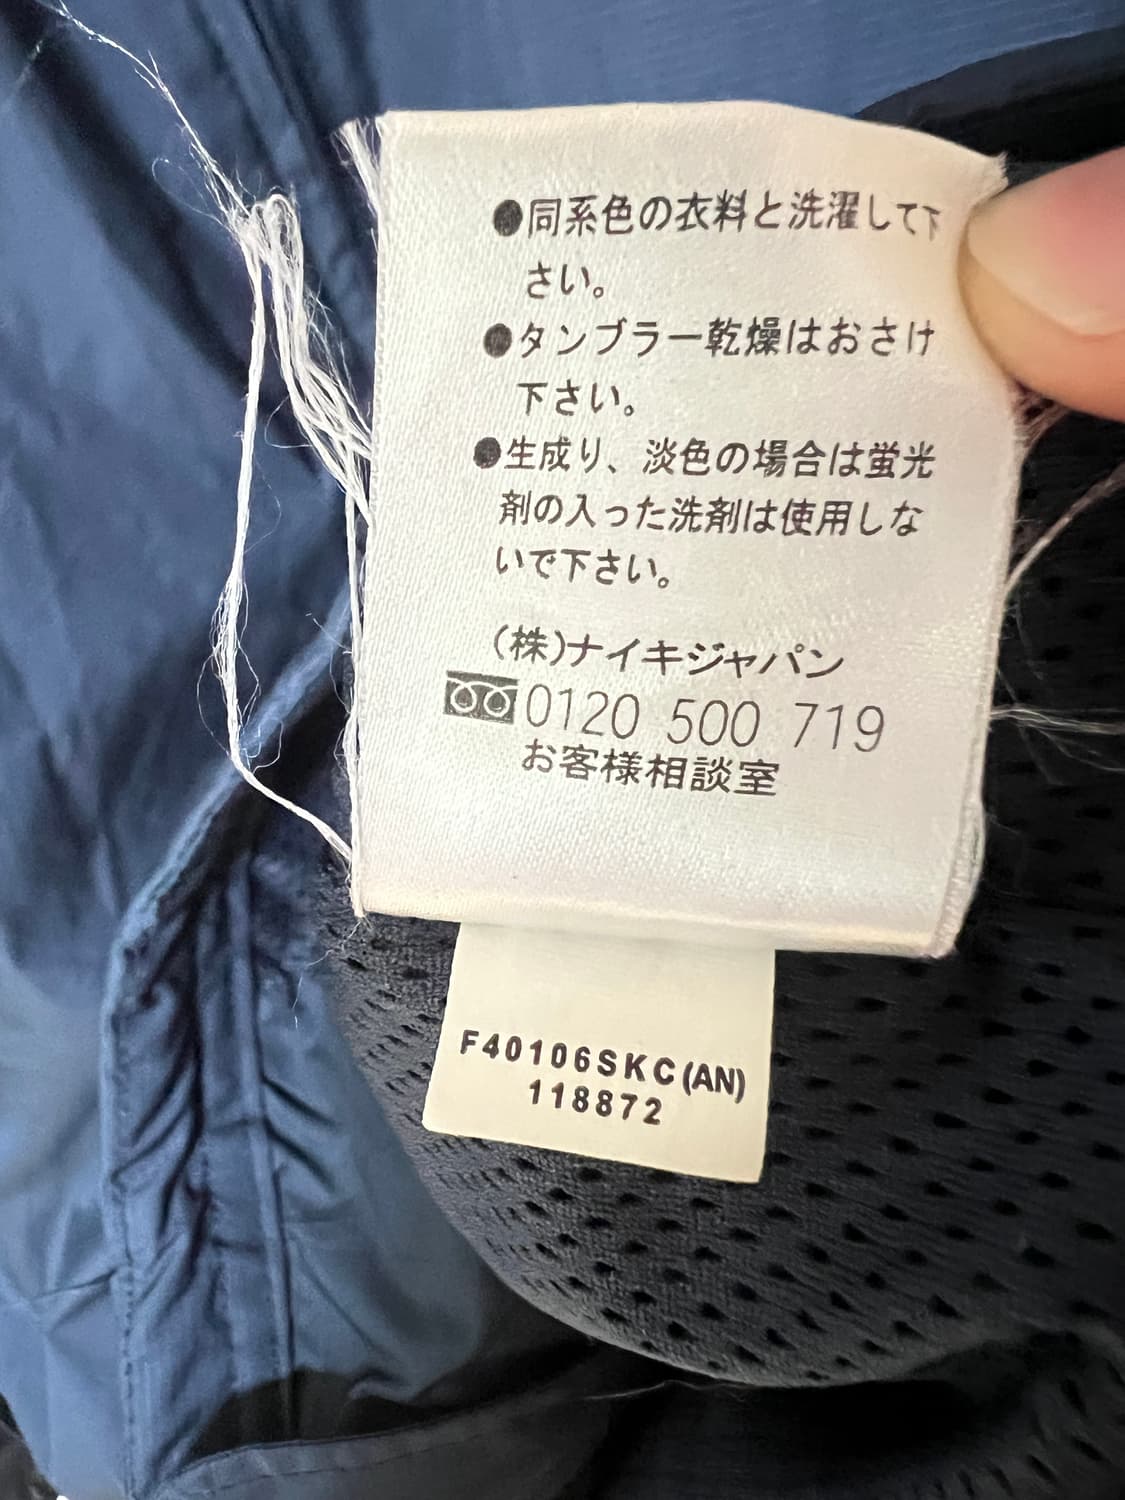 ●同系色の衣料と洗濯して下
さい。
●タンブラー乾燥はおさけ
下さい。
●生成り、淡色の場合は蛍光
剤の入った洗剤は使用しな
いで下さい。
(株)ナイキジャパン
0120 500 719
お客様相談室
F40106SKC(AN)
118872